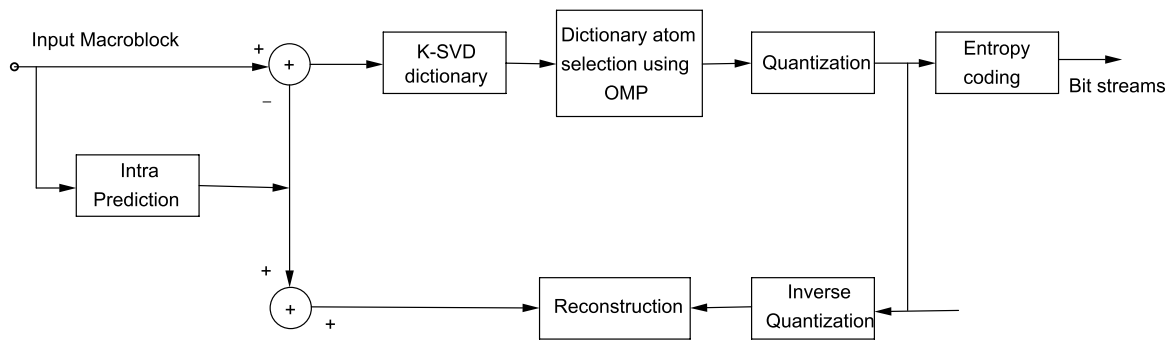 Input Macroblock
+
+
−
K-SVD
dictionary
Dictionary atom
selection using
OMP
Quantization
Entropy
coding
Bit streams
Intra
Prediction
+
+
+
Reconstruction
Inverse
Quantization